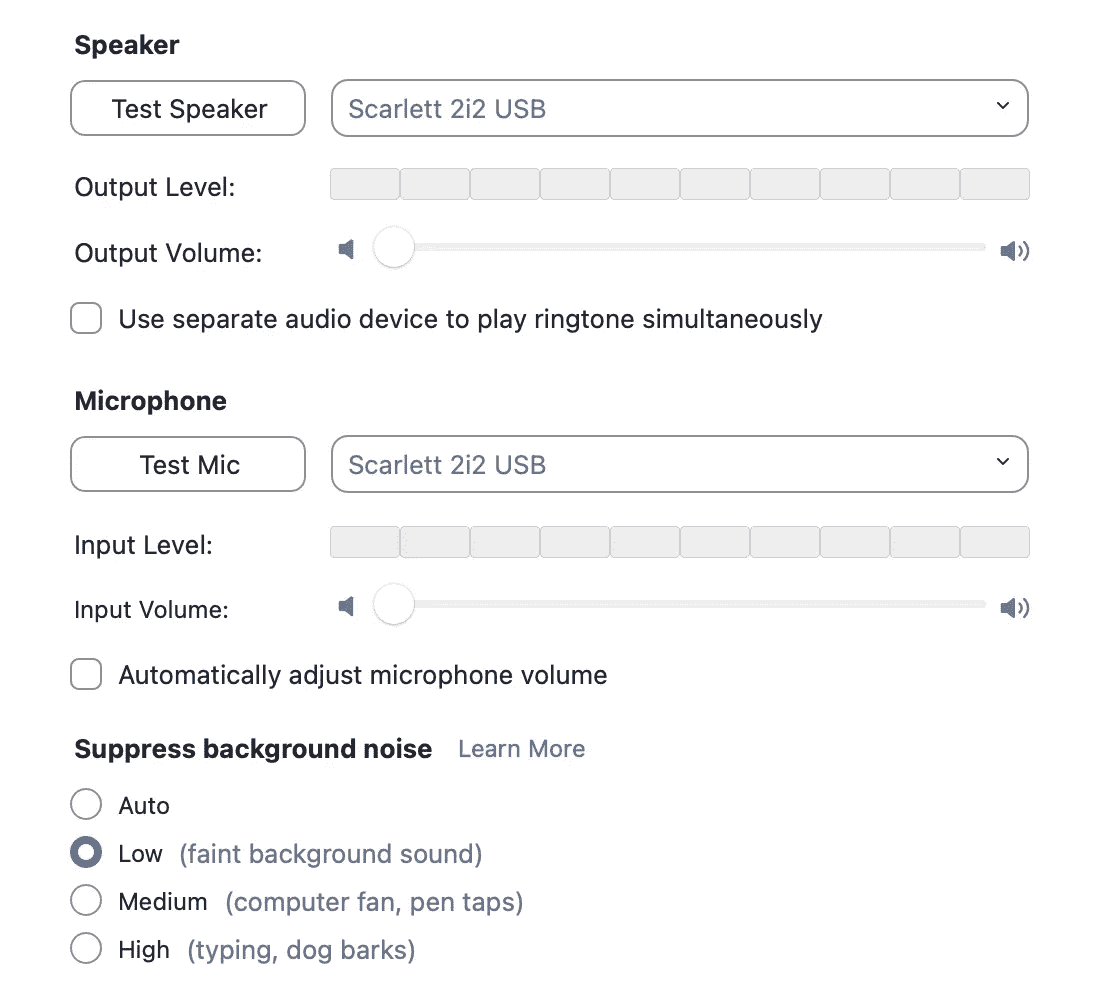 Speaker
Test Speaker Scarlett 2i2 USB
Output Level:
Output Volume:
Use separate audio device to play ringtone simultaneously
Microphone
Test Mic Scarlett 2i2 USB
Input Level:
Input Volume:
Automatically adjust microphone volume
Suppress background noise Learn More
Auto
Low (faint background sound)
Medium (computer fan, pen taps)
High (typing, dog barks)